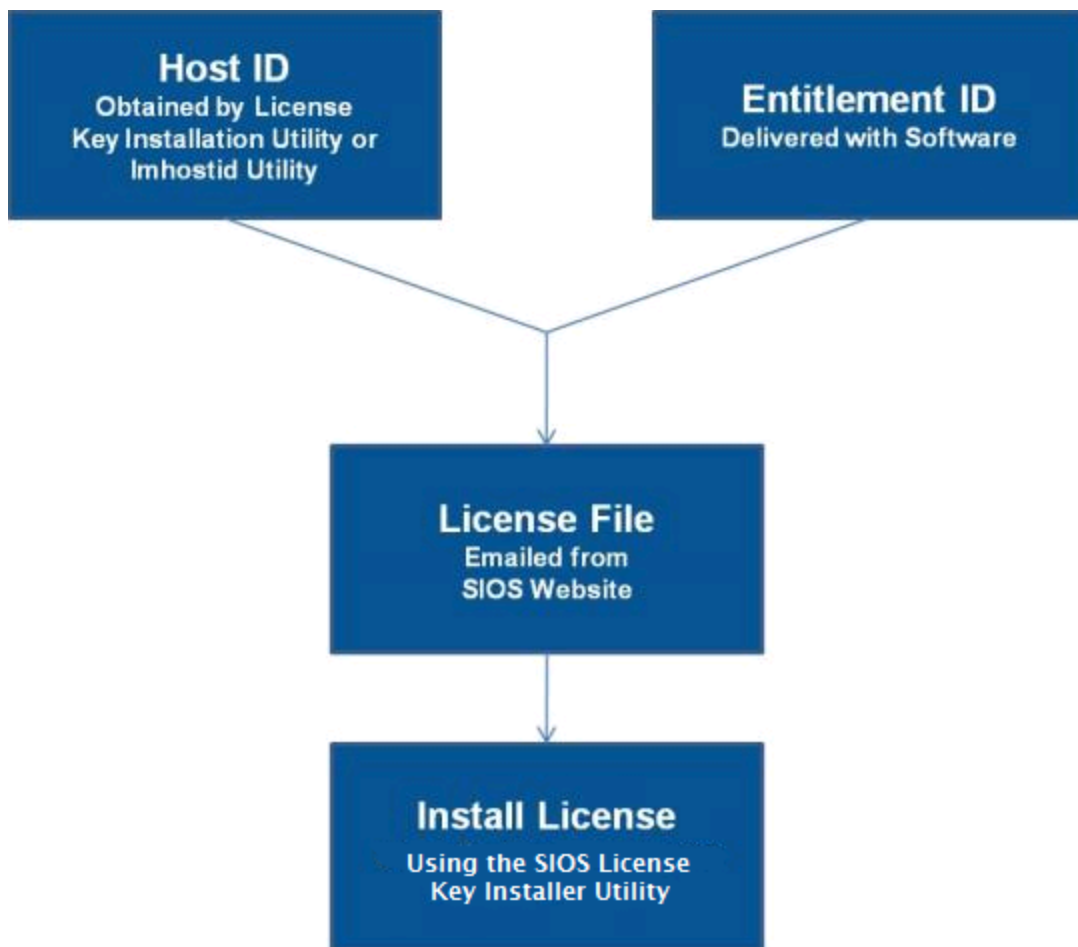 Host ID
Obtained by License
Key Installation Utility or
lmhostid Utility
Entitlement ID
Delivered with Software
License File
Emailed from
SIOS Website
Install License
Using the SIOS License
Key Installer Utility